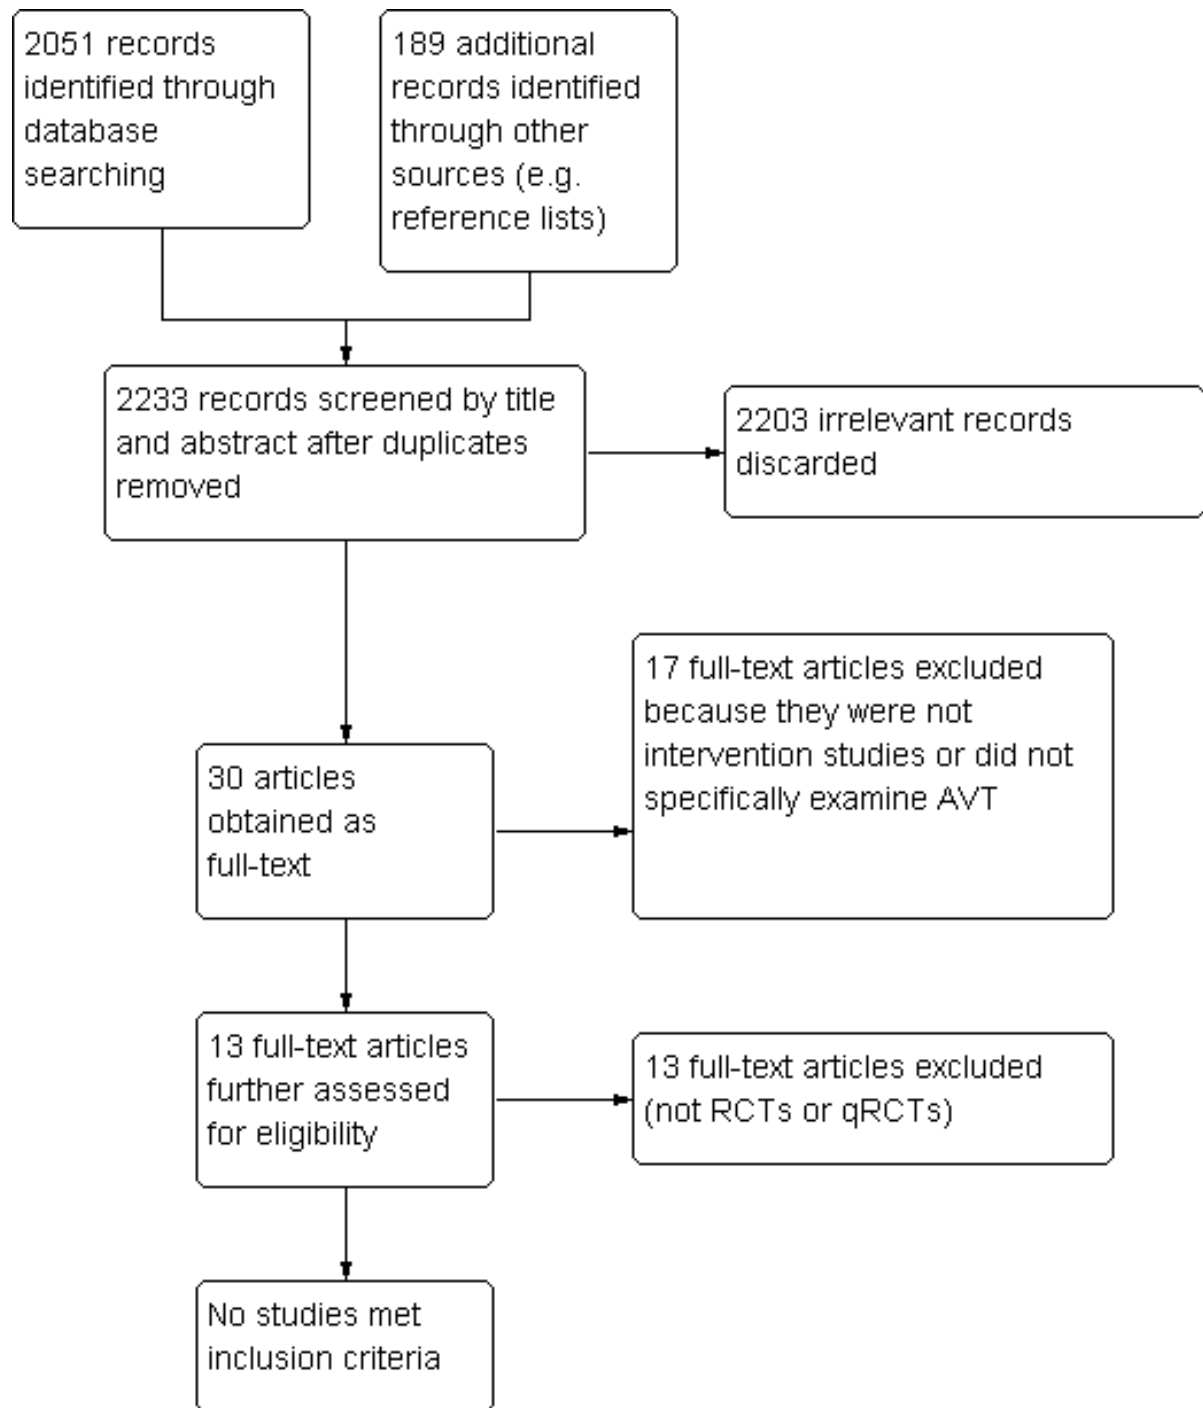 2051 records
identified through
database
searching
189 additional
records identified
through other
sources (e.g.
reference lists)
2233 records screened by title
and abstract after duplicates
removed
2203 irrelevant records
discarded
17 full-text articles excluded
because they were not
intervention studies or did not
specifically examine AVT
30 articles
obtained as
full-text
13 full-text articles
further assessed
for eligibility
13 full-text articles excluded
(not RCTs or qRCTs)
No studies met
inclusion criteria